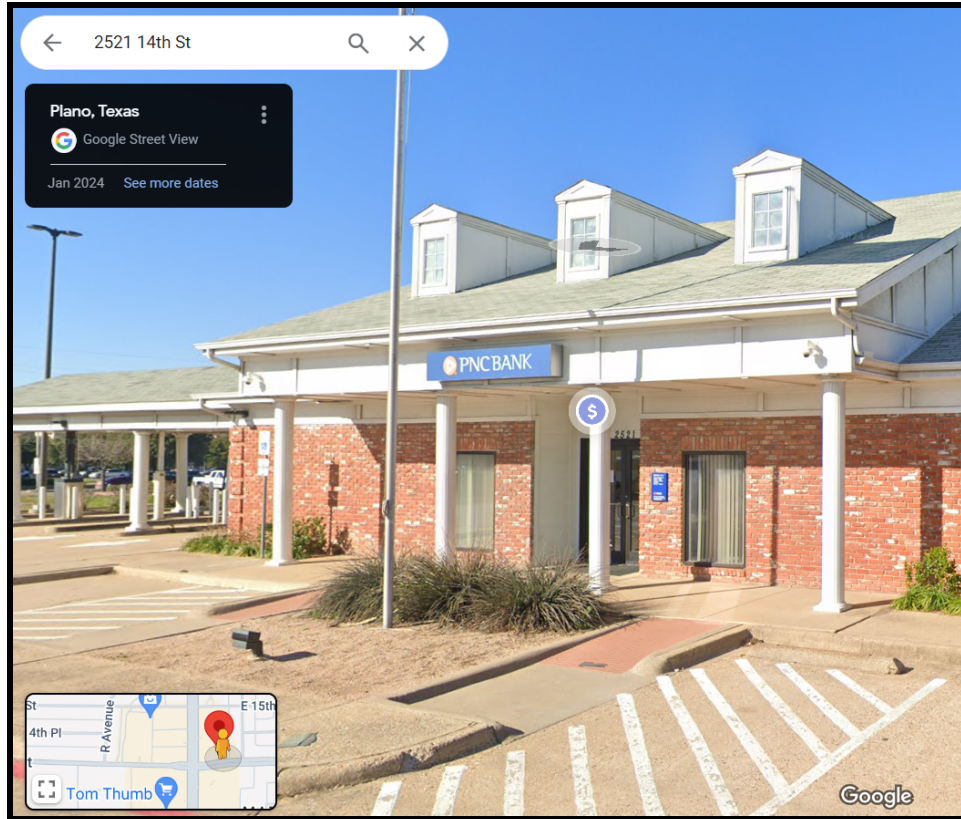 2521 14th St
Plano, Texas
Google Street View
Jan 2024 See more dates
PNC BANK
$
2521
St
E 15th
R Avenue
4th Pl
t
Tom Thumb
Google